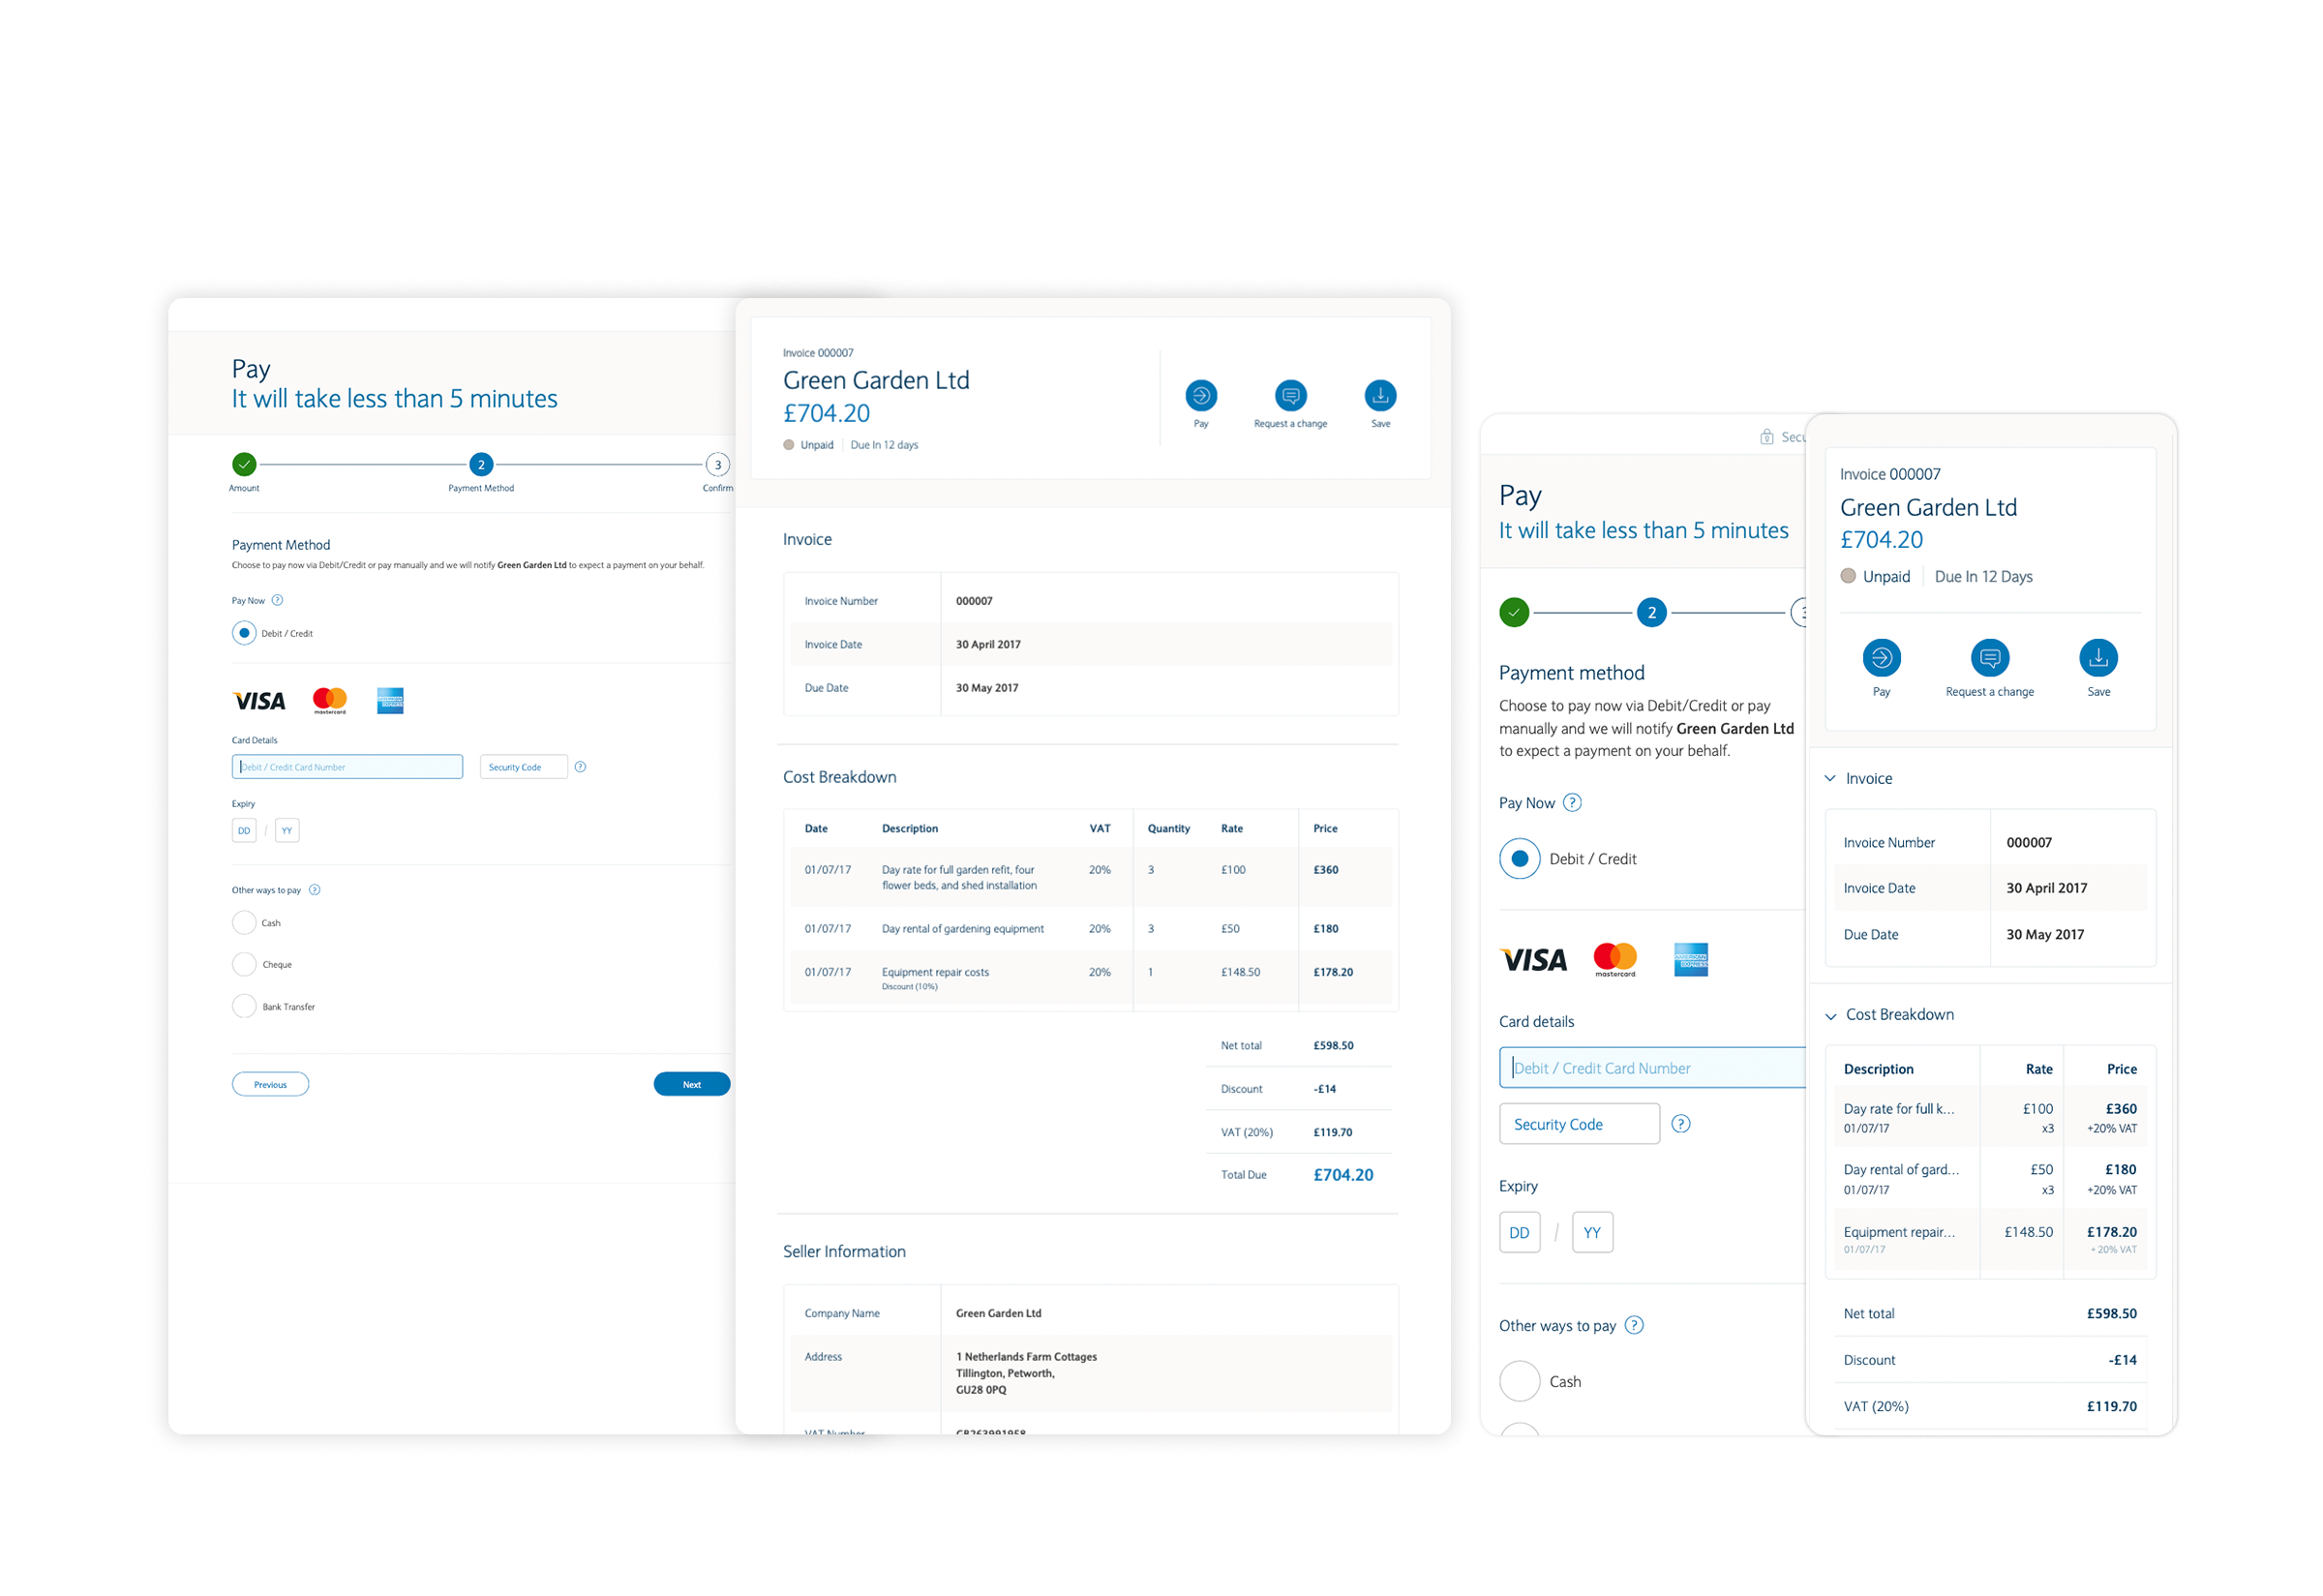 Pay
It will take less than 5 minutes
2
3
Amount
Payment Method
Confirm
Payment Method
Choose to pay now via Debit/Credit or pay manually and we will notify Green Garden Ltd to expect a payment on your behalf.
Pay Now ?
Debit / Credit
VISA
mastercard
AMERICAN EXPRESS
Card Details
Debit / Credit Card Number
Security Code ?
Expiry
DD / YY
Other ways to pay ?
Cash
Cheque
Bank Transfer
Previous
Next
Invoice 000007
Green Garden Ltd
£704.20
Unpaid Due In 12 days
Pay
Request a change
Save
Invoice
Invoice Number 000007
Invoice Date 30 April 2017
Due Date 30 May 2017
Cost Breakdown
Date Description VAT Quantity Rate Price
01/07/17 Day rate for full garden refit, four 20% 3 £100 £360
flower beds, and shed installation
01/07/17 Day rental of gardening equipment 20% 3 £50 £180
01/07/17 Equipment repair costs 20% 1 £148.50 £178.20
Discount (10%)
Net total £598.50
Discount -£14
VAT (20%) £119.70
Total Due £704.20
Seller Information
Company Name Green Garden Ltd
Address 1 Netherlands Farm Cottages
Tillington, Petworth,
GU28 0PQ
VAT Number
Secu
Pay
It will take less than 5 minutes
2
3
Payment method
Choose to pay now via Debit/Credit or pay
manually and we will notify Green Garden Ltd
to expect a payment on your behalf.
Pay Now ?
Debit / Credit
VISA
mastercard
AMERICAN EXPRESS
Card details
Debit / Credit Card Number
Security Code ?
Expiry
DD / YY
Other ways to pay ?
Cash
Invoice 000007
Green Garden Ltd
£704.20
Unpaid Due In 12 Days
Pay
Request a change
Save
Invoice
Invoice Number 000007
Invoice Date 30 April 2017
Due Date 30 May 2017
Cost Breakdown
Description Rate Price
Day rate for full k... £100 £360
01/07/17 x3 +20% VAT
Day rental of gard... £50 £180
01/07/17 x3 +20% VAT
Equipment repair... £148.50 £178.20
01/07/17 + 20% VAT
Net total £598.50
Discount -£14
VAT (20%) £119.70